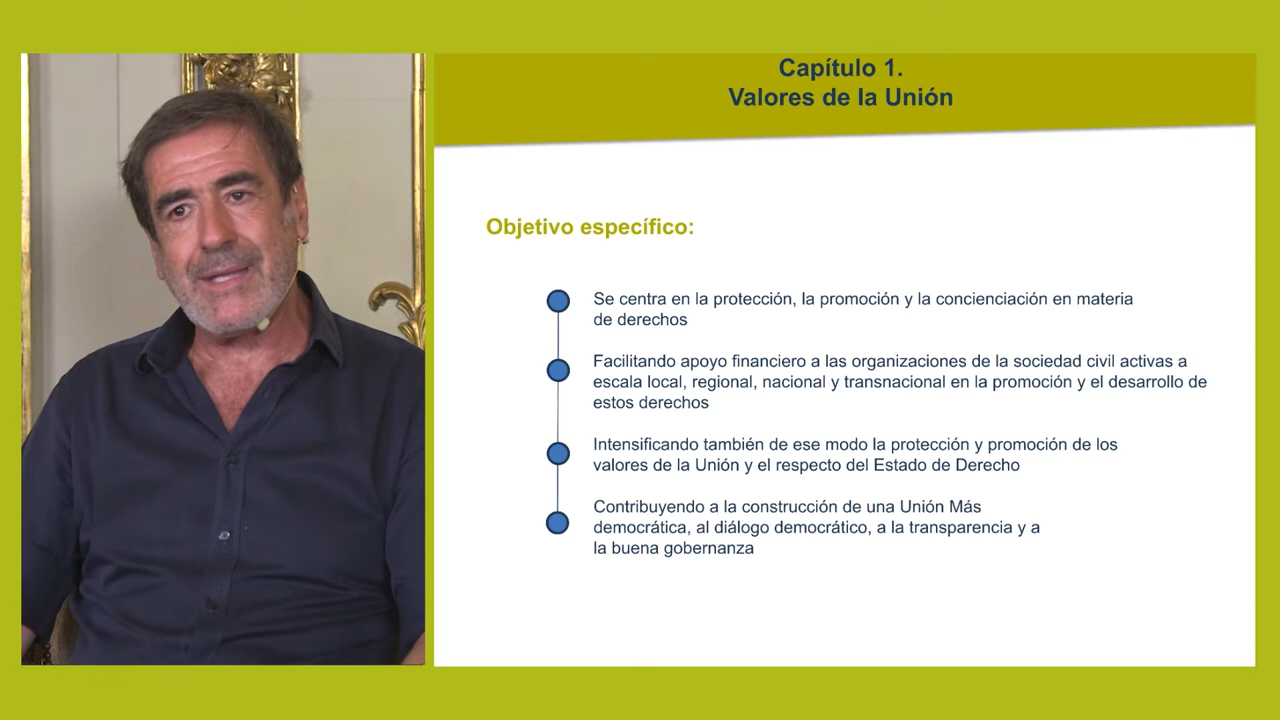 Capítulo 1.
Valores de la Unión
Objetivo específico:
Se centra en la protección, la promoción y la concienciación en materia
de derechos
Facilitando apoyo financiero a las organizaciones de la sociedad civil activas a
escala local, regional, nacional y transnacional en la promoción y el desarrollo de
estos derechos
Intensificando también de ese modo la protección y promoción de los
valores de la Unión y el respecto del Estado de Derecho
Contribuyendo a la construcción de una Unión Más
democrática, al diálogo democrático, a la transparencia y a
la buena gobernanza